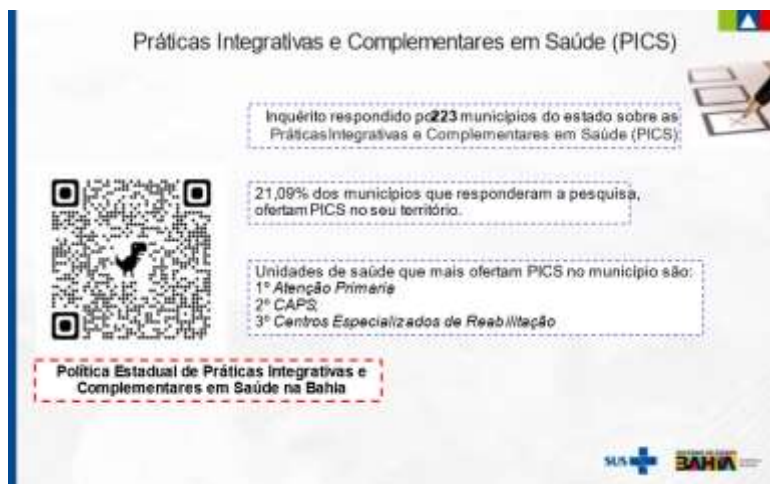 Práticas Integrativas e Complementares em Saúde (PICS)
Inquérito respondido po223 municípios do estado sobre as
PráticasIntegrativas e Complementares em Saúde (PICS)
21,09% dos municípios que responderam a pesquisa,
ofertam PICS no seu território.
Unidades de saúde que mais ofertam PICS no município são:
1º Atenção Primaria
2º CAPS;
3º Centros Especializados de Reabilitação
Política Estadual de Práticas Integrativas e
Complementares em Saúde na Bahia
SUS
BAHIA